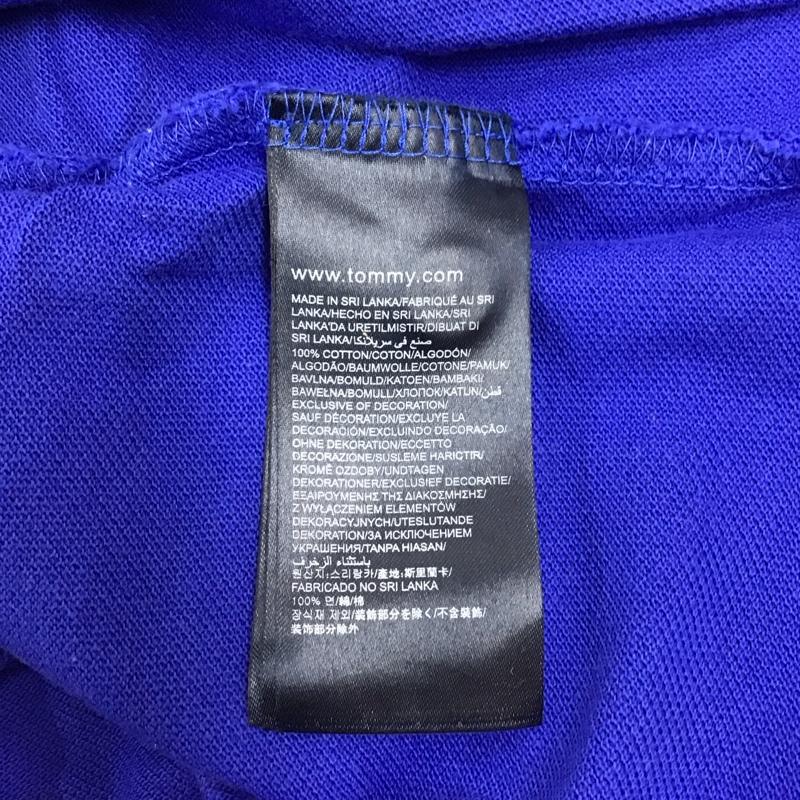 www.tommy.com
MADE IN SRI LANKA/FABRIQUÉ AU SRI
LANKA/HECHO EN SRI LANKA/SRI
LANKA'DA URETILMISTIR/DIBUAT DI
SRI LANKA/صنع في سريلانكا
100% COTTON/COTON/ALGODÓN/
ALGODÃO/BAUMWOLLE/COTONE/PAMUK/
BAVLNA/BOMULD/KATOEN/BAMBAKI/
BAWEŁNA/BOMULL/ХЛОПОК/KATUN/قطن
EXCLUSIVE OF DECORATION/
SAUF DÉCORATION/EXCLUYE LA
DECORACIÓN/EXCLUINDO DECORAÇÃO/
OHNE DEKORATION/ECCETTO
DECORAZIONE/SUSLEME HARICTIR/
KROMĚ OZDOBY/UNDTAGEN
DEKORATIONER/EXCLUSIEF DECORATIE/
ΕΞΑΙΡΟΥΜΕΝΗΣ ΤΗΣ ΔΙΑΚΟΣΜΗΣΗΣ/
Z WYŁĄCZENIEM ELEMENTÓW
DEKORACYJNYCH/UTESLUTANDE
DEKORATION/ЗА ИСКЛЮЧЕНИЕМ
УКРАШЕНИЯ/TANPA HIASAN/
باستثناء الزخرف
원산지:스리랑카/產地:斯里蘭卡/
FABRICADO NO SRI LANKA
100% 면/綿/棉
장식재 제외/装飾部分を除く/不含裝飾/
装饰部分除外